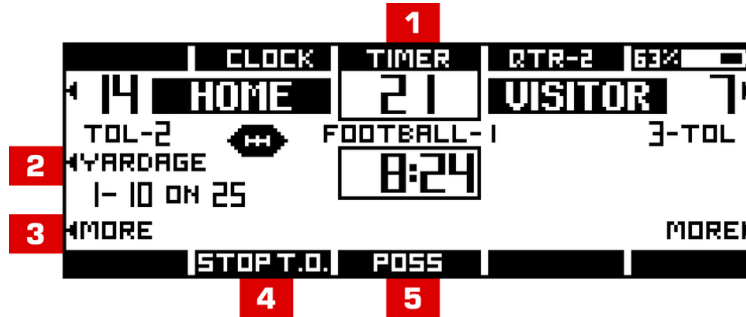 1
CLOCK TIMER QTR-2 63%
14 HOME 21 VISITOR 7
TOL-2 FOOTBALL-1 3-TOL
2 YARDAGE 8:24
1-10 ON 25
3 MORE MORE
STOP T.O. POSS
4 5